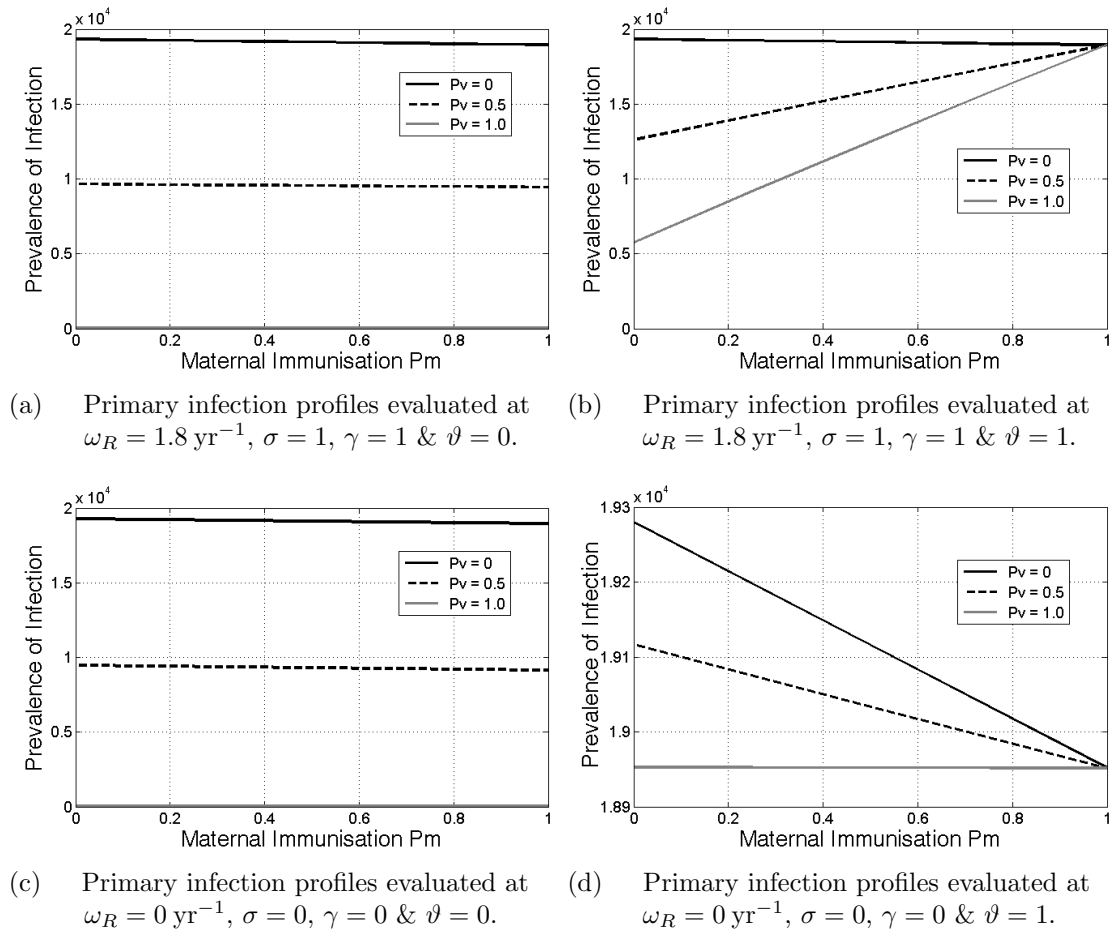 x 10⁴
2
1.5
1
0.5
0
Prevalence of Infection
Pv = 0
Pv = 0.5
Pv = 1.0
0 0.2 0.4 0.6 0.8 1
Maternal Immunisation Pm
(a) Primary infection profiles evaluated at
ω_R = 1.8 yr⁻¹, σ = 1, γ = 1 & ϑ = 0.
x 10⁴
2
1.5
1
0.5
0
Prevalence of Infection
Pv = 0
Pv = 0.5
Pv = 1.0
0 0.2 0.4 0.6 0.8 1
Maternal Immunisation Pm
(b) Primary infection profiles evaluated at
ω_R = 1.8 yr⁻¹, σ = 1, γ = 1 & ϑ = 1.
x 10⁴
2
1.5
1
0.5
0
Prevalence of Infection
Pv = 0
Pv = 0.5
Pv = 1.0
0 0.2 0.4 0.6 0.8 1
Maternal Immunisation Pm
(c) Primary infection profiles evaluated at
ω_R = 0 yr⁻¹, σ = 0, γ = 0 & ϑ = 0.
x 10⁴
1.93
1.92
1.91
1.9
1.89
Prevalence of Infection
Pv = 0
Pv = 0.5
Pv = 1.0
0 0.2 0.4 0.6 0.8 1
Maternal Immunisation Pm
(d) Primary infection profiles evaluated at
ω_R = 0 yr⁻¹, σ = 0, γ = 0 & ϑ = 1.